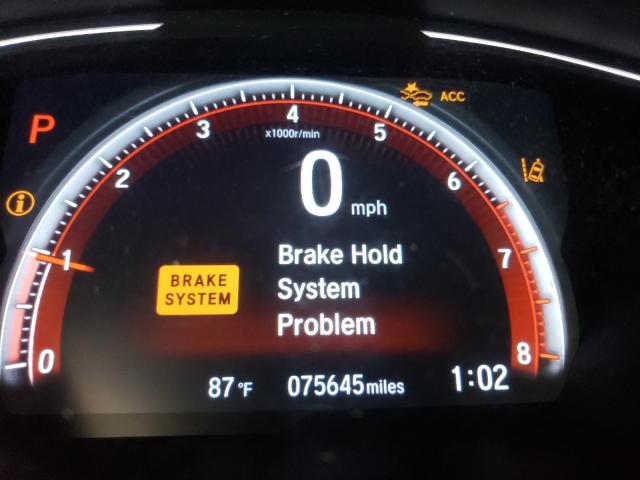 P
ACC
4
3
5
x1000r/min
2
6
0 mph
i
1
7
Brake Hold
System
Problem
BRAKE
SYSTEM
0
8
87 °F
075645 miles
1:02